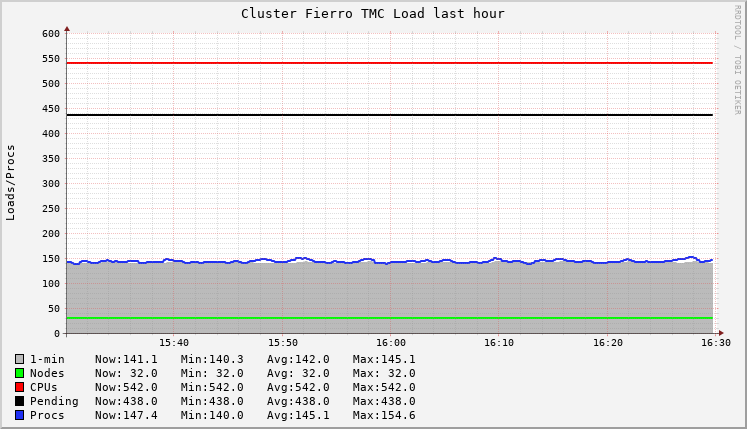 Cluster Fierro TMC Load last hour
RRDTOOL / TOBI OETIKER
Loads/Procs
600
550
500
450
400
350
300
250
200
150
100
50
0
15:40 15:50 16:00 16:10 16:20 16:30
1-min Now:141.1 Min:140.3 Avg:142.0 Max:145.1
Nodes Now: 32.0 Min: 32.0 Avg: 32.0 Max: 32.0
CPUs Now:542.0 Min:542.0 Avg:542.0 Max:542.0
Pending Now:438.0 Min:438.0 Avg:438.0 Max:438.0
Procs Now:147.4 Min:140.0 Avg:145.1 Max:154.6